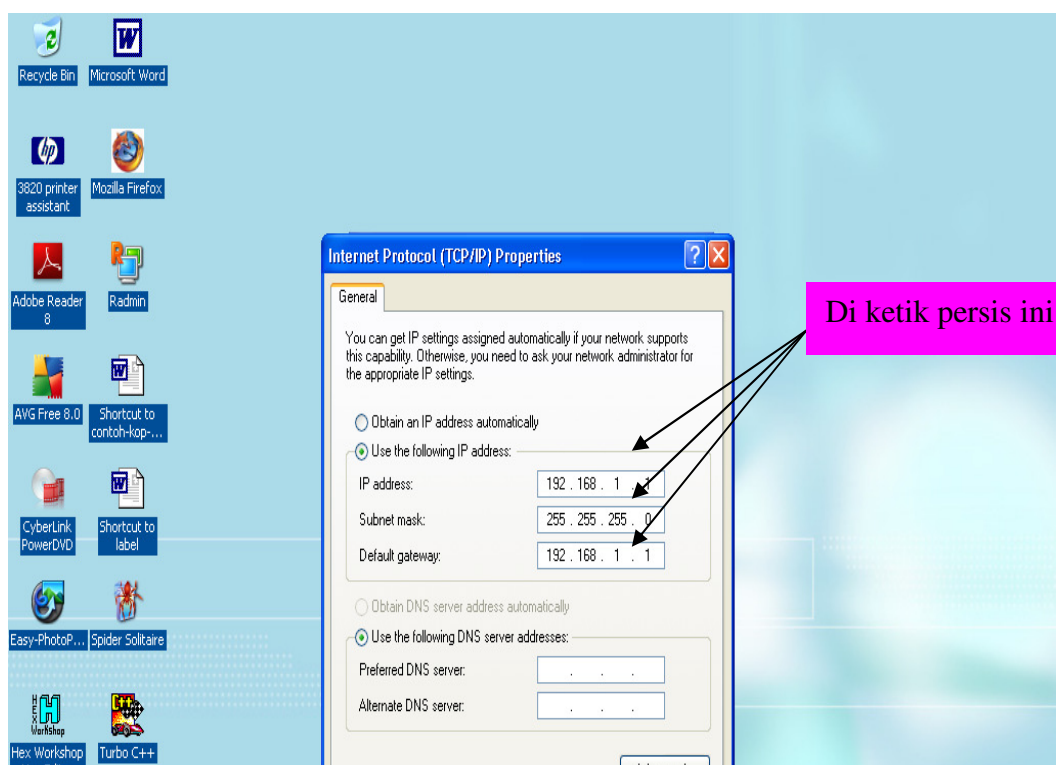 Recycle Bin
Microsoft Word
3820 printer
assistant
Mozilla Firefox
Adobe Reader
8
Radmin
AVG Free 8.0
Shortcut to
contoh-kop-...
CyberLink
PowerDVD
Shortcut to
label
Easy-PhotoP...
Spider Solitaire
HEX
WorkShop
Hex Workshop
C++
Turbo C++
Internet Protocol (TCP/IP) Properties
General
You can get IP settings assigned automatically if your network supports
this capability. Otherwise, you need to ask your network administrator for
the appropriate IP settings.
Obtain an IP address automatically
Use the following IP address:
IP address: 192 . 168 . 1 . 1
Subnet mask: 255 . 255 . 255 . 0
Default gateway: 192 . 168 . 1 . 1
Obtain DNS server address automatically
Use the following DNS server addresses:
Preferred DNS server: . . .
Alternate DNS server: . . .
Di ketik persis ini